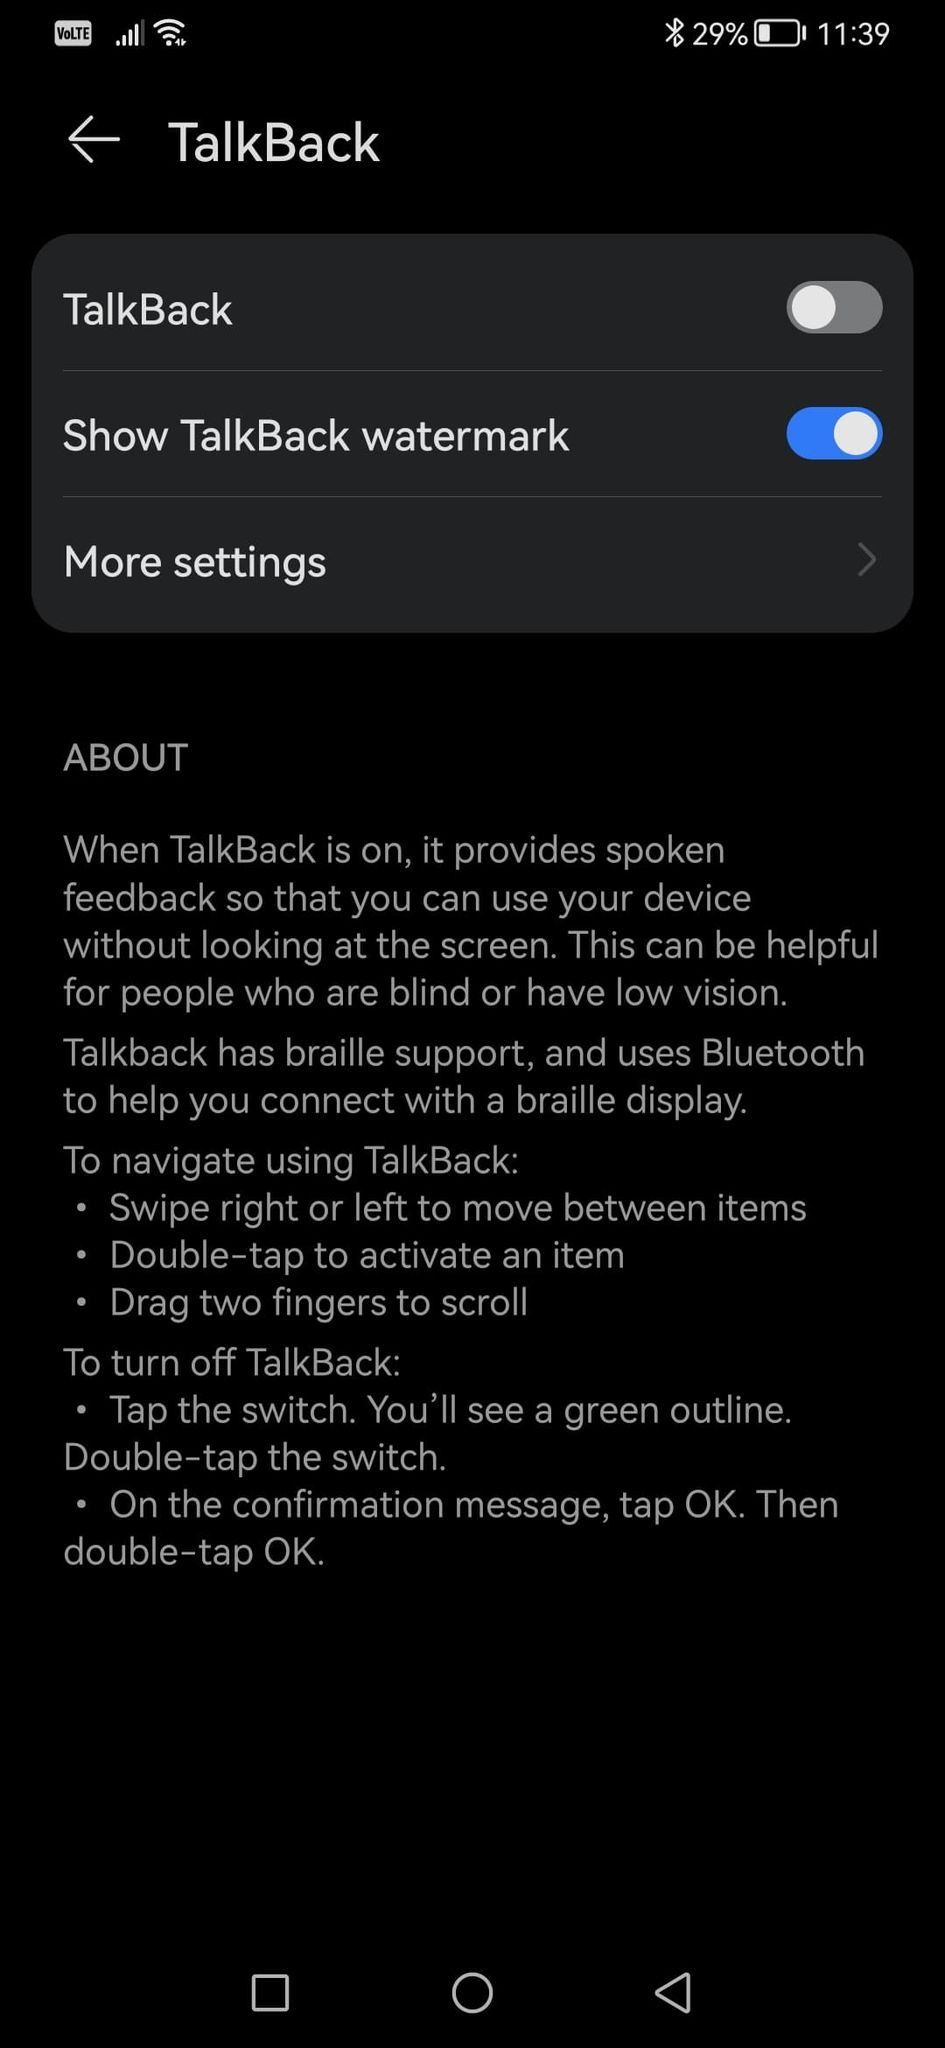 VoLTE 29% 11:39
TalkBack
TalkBack
Show TalkBack watermark
More settings
ABOUT
When TalkBack is on, it provides spoken
feedback so that you can use your device
without looking at the screen. This can be helpful
for people who are blind or have low vision.
Talkback has braille support, and uses Bluetooth
to help you connect with a braille display.
To navigate using TalkBack:
• Swipe right or left to move between items
• Double-tap to activate an item
• Drag two fingers to scroll
To turn off TalkBack:
• Tap the switch. You’ll see a green outline.
Double-tap the switch.
• On the confirmation message, tap OK. Then
double-tap OK.